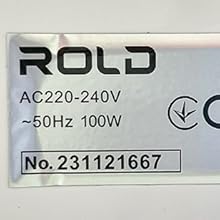 ROLD
AC220-240V
~50Hz 100W
No.231121667